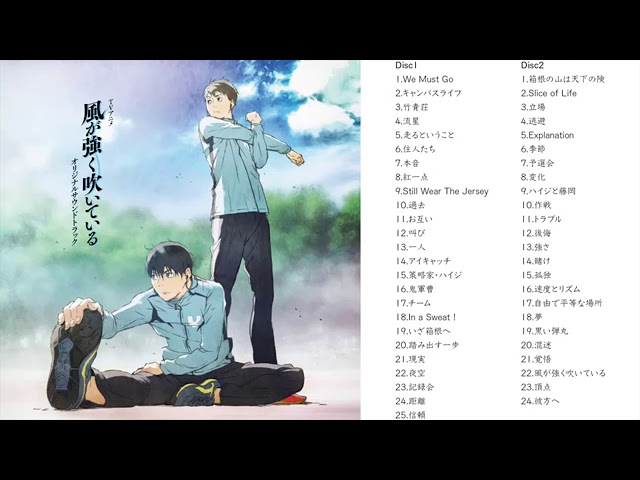 TVアニメ
風が強く吹いている
オリジナルサウンドトラック
Disc1
1.We Must Go
2.キャンバスライフ
3.竹青荘
4.流星
5.走るということ
6.住人たち
7.本音
8.紅一点
9.Still Wear The Jersey
10.過去
11.お互い
12.叫び
13.一人
14.アイキャッチ
15.策略家・ハイジ
16.鬼軍曹
17.チーム
18.In a Sweat！
19.いざ箱根へ
20.踏み出す一歩
21.現実
22.夜空
23.記録会
24.距離
25.信頼
Disc2
1.箱根の山は天下の険
2.Slice of Life
3.立場
4.逃避
5.Explanation
6.季節
7.予選会
8.変化
9.ハイジと藤岡
10.作戦
11.トラブル
12.後悔
13.強さ
14.賭け
15.孤独
16.速度とリズム
17.自由で平等な場所
18.夢
19.黒い弾丸
20.混迷
21.覚悟
22.風が強く吹いている
23.頂点
24.彼方へ